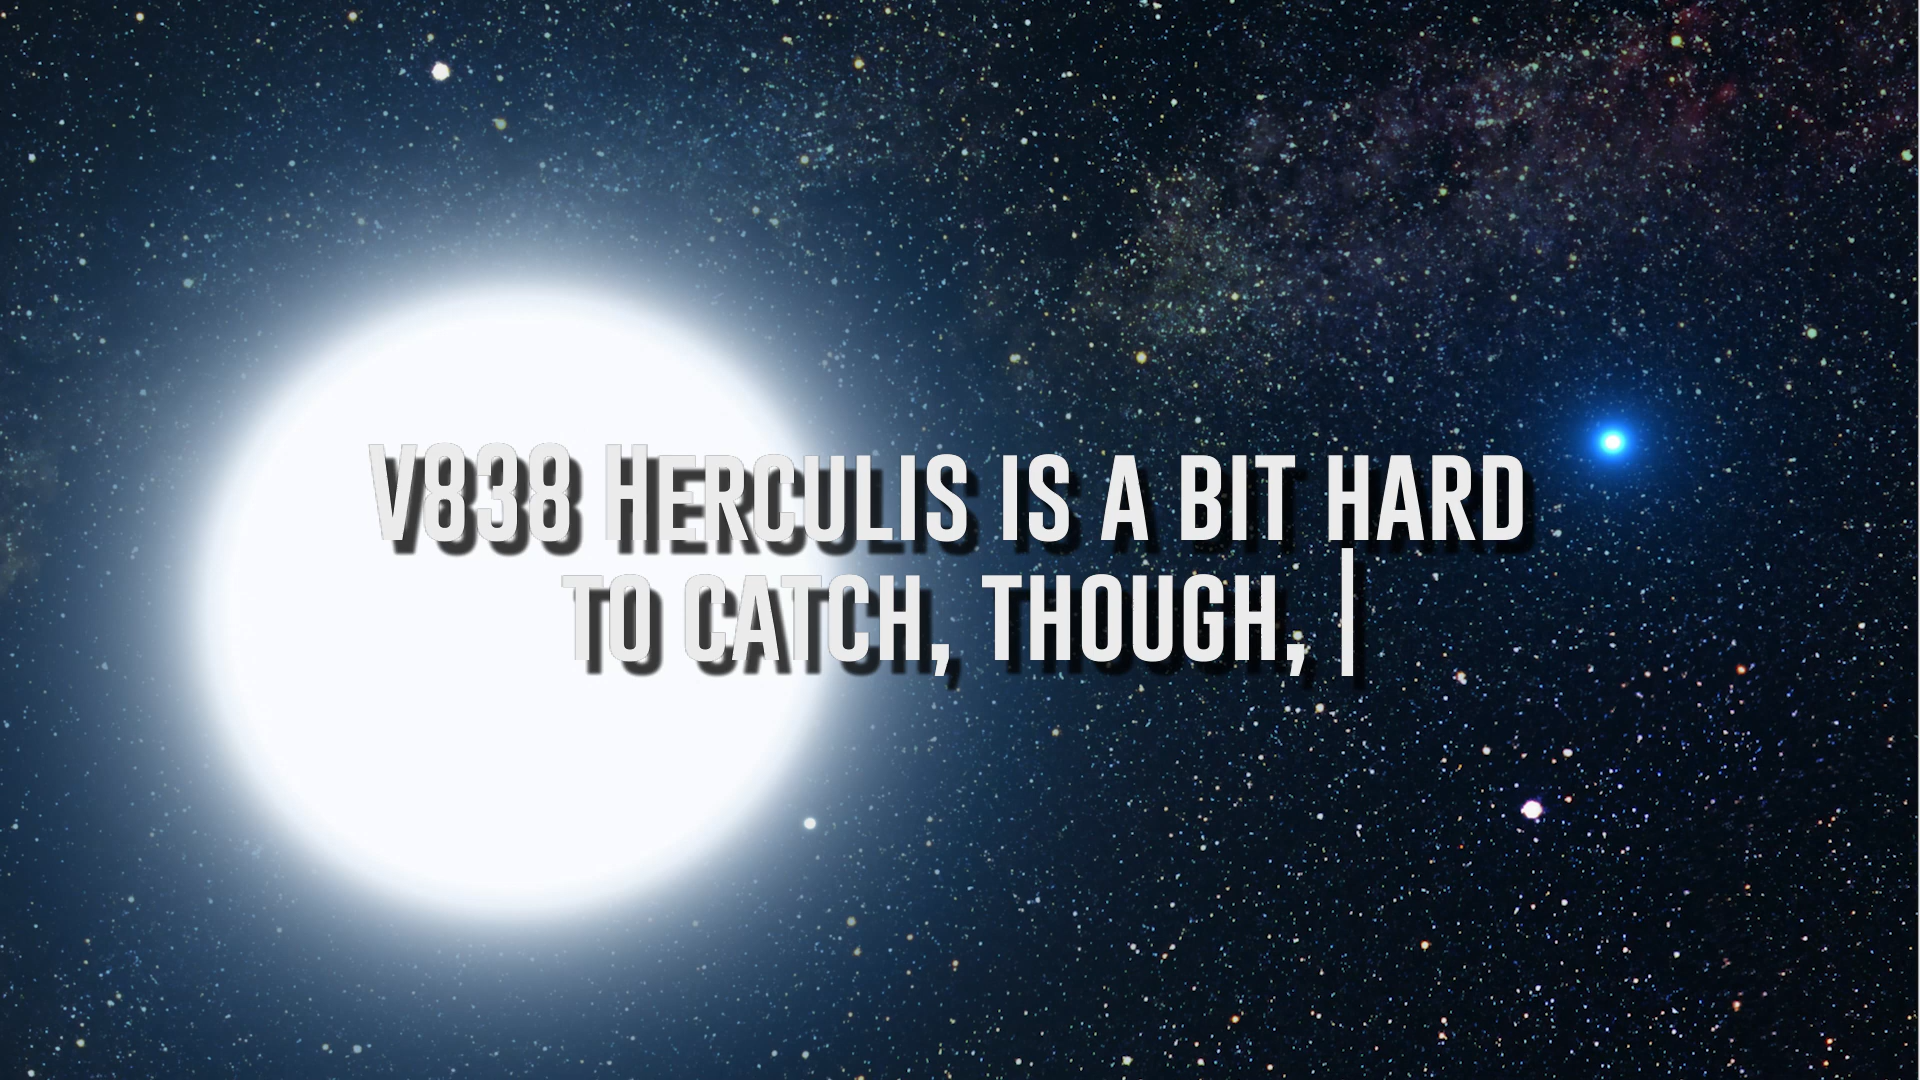 V838 Herculis is a bit hard
to catch, though, |